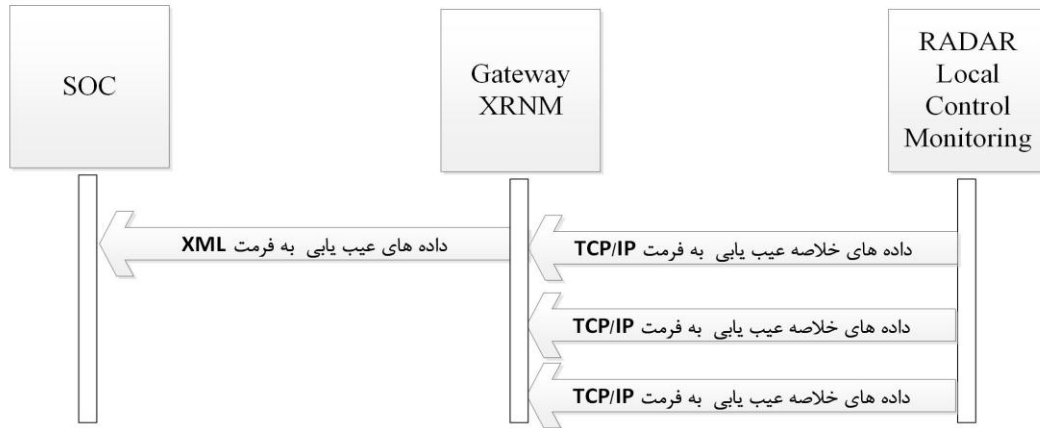 SOC
Gateway
XRNM
RADAR
Local
Control
Monitoring
داده های عیب یابی به فرمت XML
داده های خلاصه عیب یابی به فرمت TCP/IP
داده های خلاصه عیب یابی به فرمت TCP/IP
داده های خلاصه عیب یابی به فرمت TCP/IP